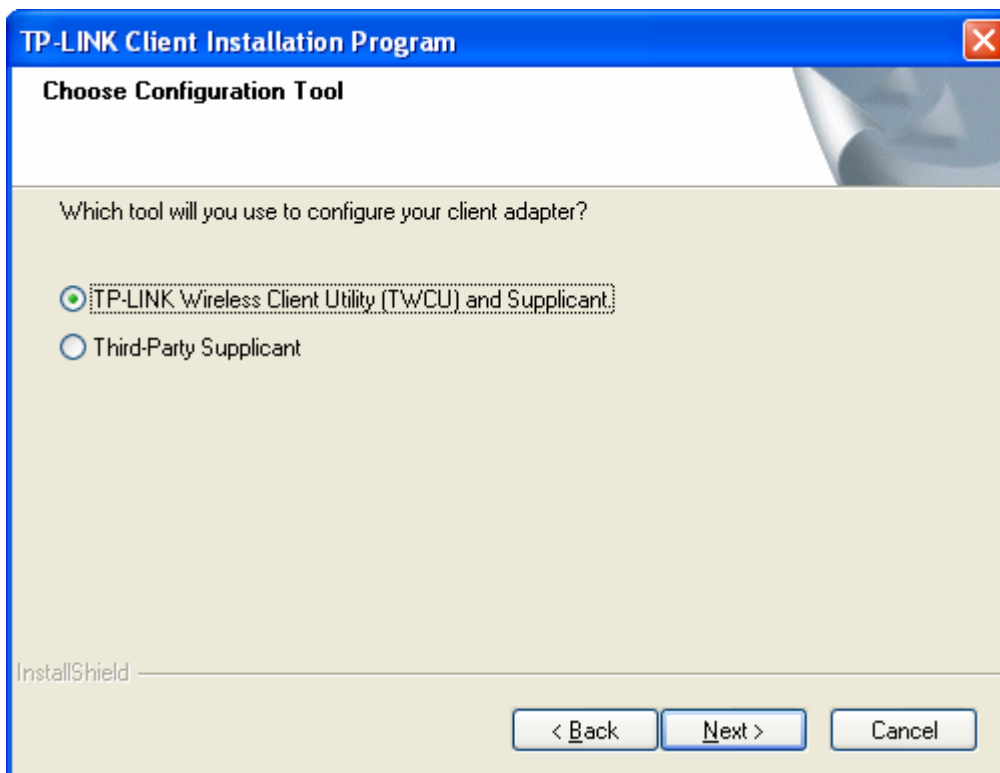 TP-LINK Client Installation Program
Choose Configuration Tool
Which tool will you use to configure your client adapter?
TP-LINK Wireless Client Utility (TWCU) and Supplicant
Third-Party Supplicant
InstallShield
< Back Next > Cancel